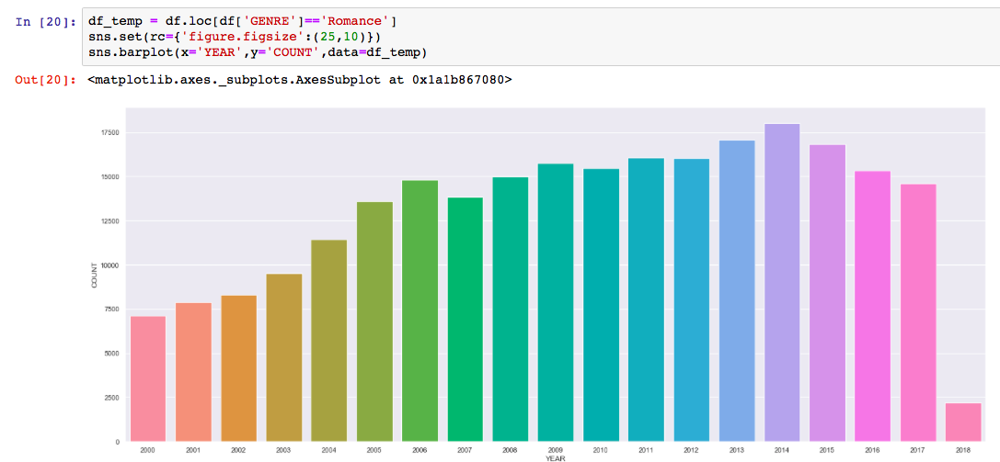 In [20]: df_temp = df.loc[df['GENRE']=='Romance']
sns.set(rc={'figure.figsize':(25,10)})
sns.barplot(x='YEAR',y='COUNT',data=df_temp)
Out[20]: <matplotlib.axes._subplots.AxesSubplot at 0x1a1b867080>
17500
15000
12500
10000
7500
5000
2500
0
COUNT
2000 2001 2002 2003 2004 2005 2006 2007 2008 2009 2010 2011 2012 2013 2014 2015 2016 2017 2018
YEAR